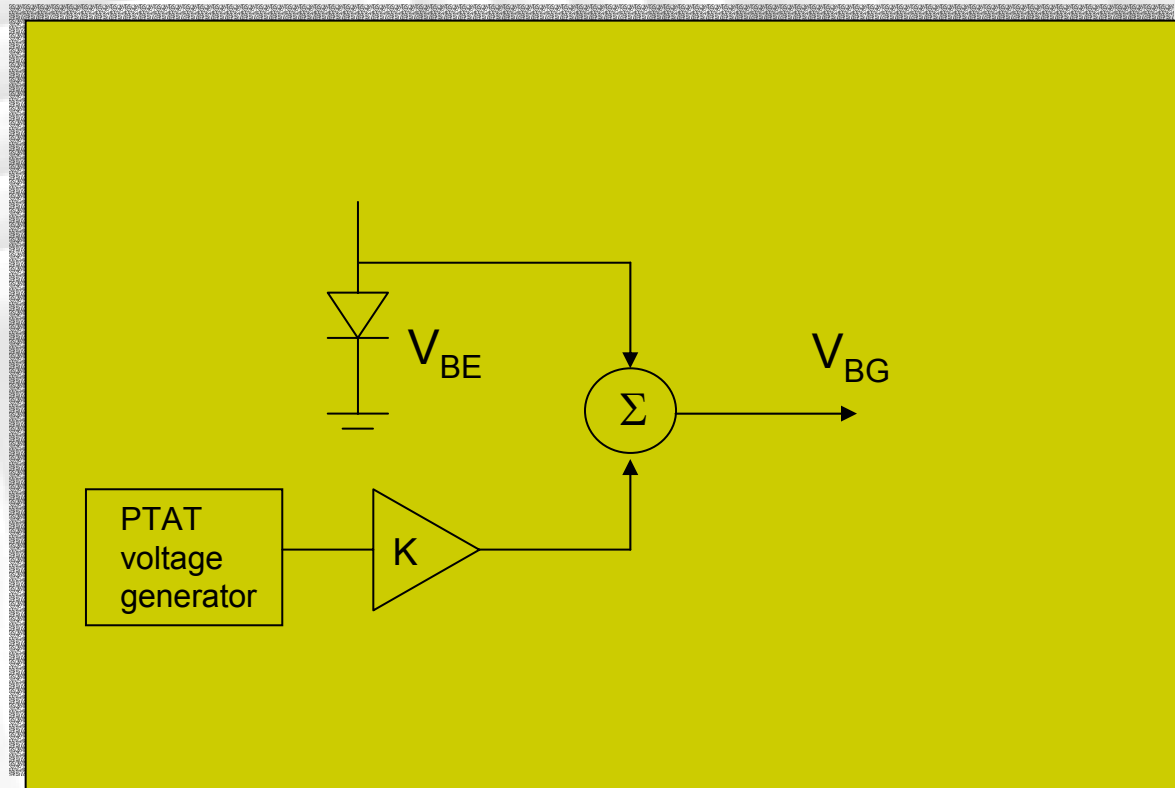 V_BE
V_BG
Σ
PTAT
voltage
generator
K